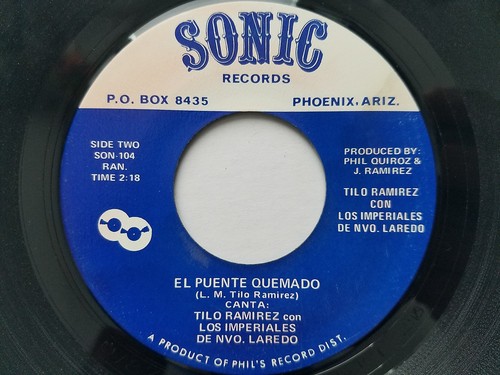 SONIC
RECORDS
P.O. BOX 8435 PHOENIX, ARIZ.
SIDE TWO
SON-104
RAN.
TIME 2:18
PRODUCED BY:
PHIL QUIROZ &
J. RAMIREZ
TILO RAMIREZ
CON
LOS IMPERIALES
DE NVO. LAREDO
EL PUENTE QUEMADO
(L. M. Tilo Ramirez)
CANTA:
TILO RAMIREZ con
LOS IMPERIALES
DE NVO. LAREDO
A PRODUCT OF PHIL'S RECORD DIST.